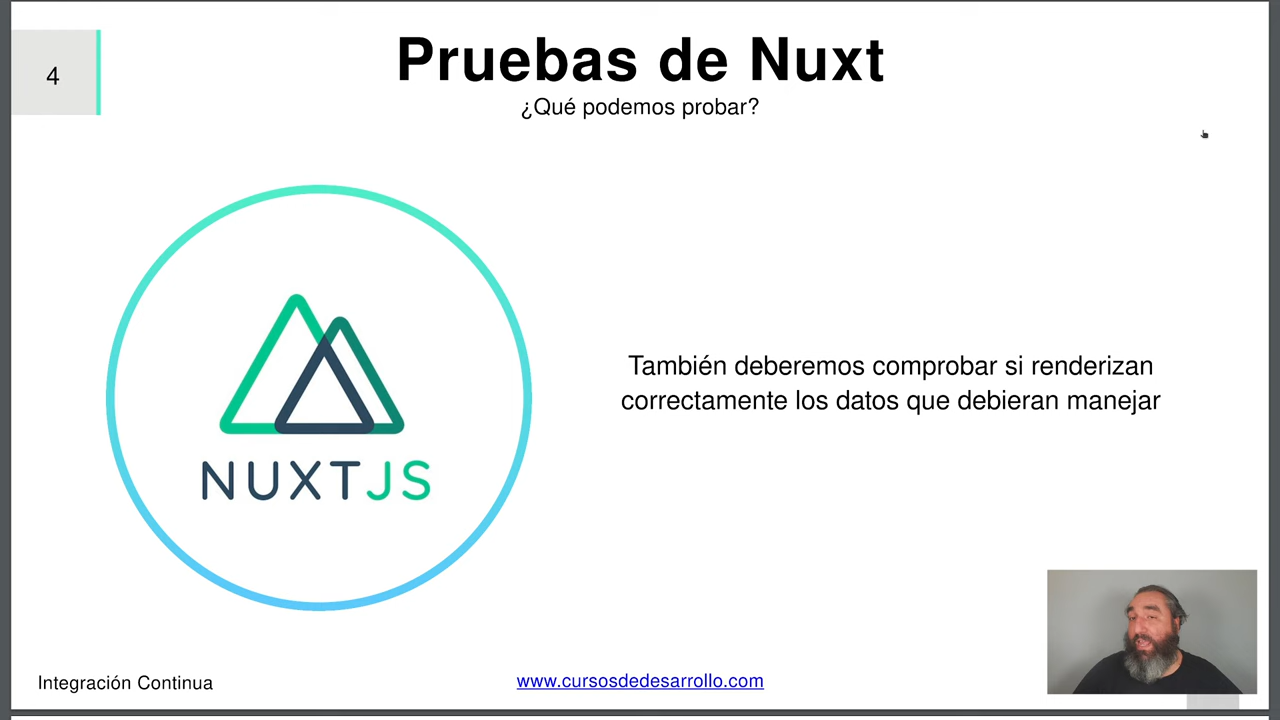 4
Pruebas de Nuxt
¿Qué podemos probar?
NUXTJS
También deberemos comprobar si renderizan
correctamente los datos que debieran manejar
Integración Continua
www.cursosdedesarrollo.com